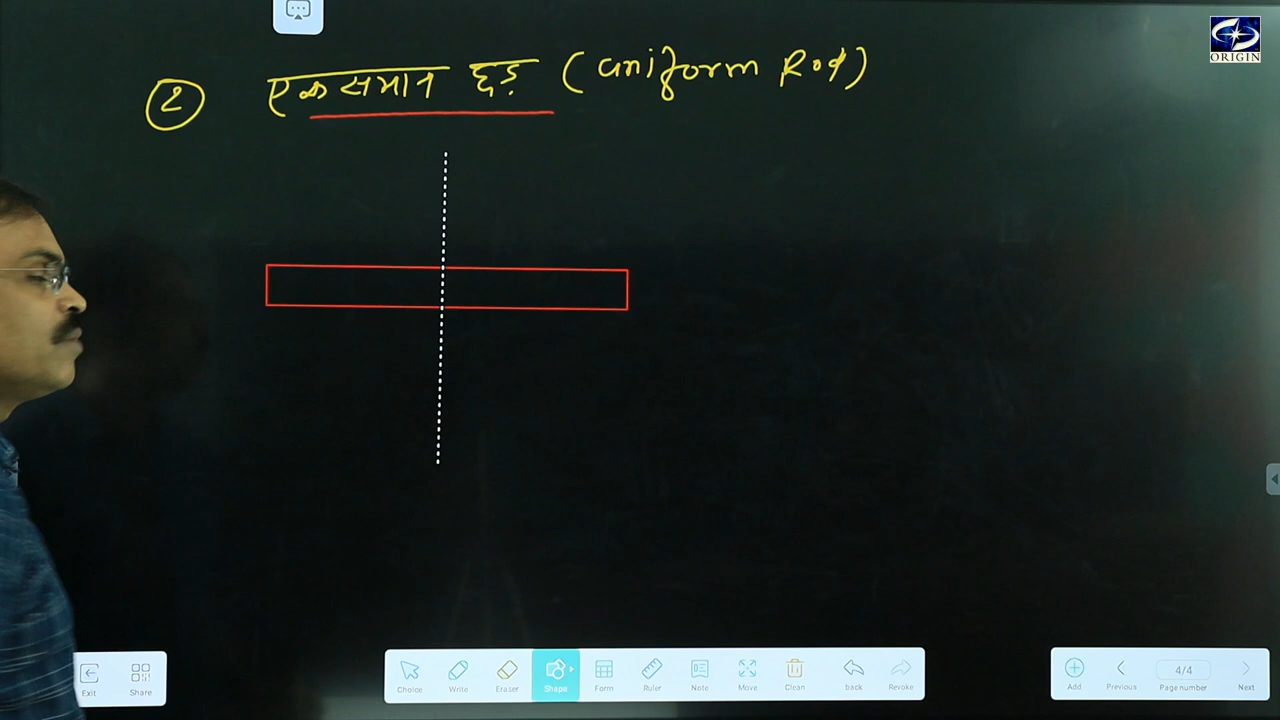 ② एकसमान छड़ (Uniform Rod)
ORIGIN
Exit
Share
Choice
Write
Eraser
Shape
Form
Ruler
Note
Move
Clean
back
Revoke
Add
Previous
4/4
Page number
Next